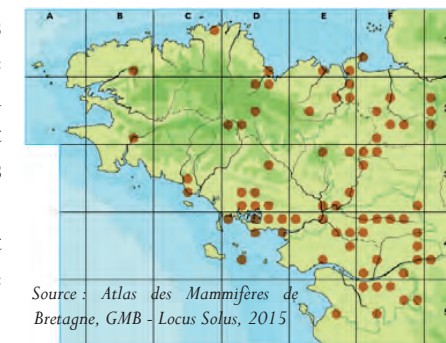 A B C D E F
Source : Atlas des Mammifères de
Bretagne, GMB - Locus Solus, 2015